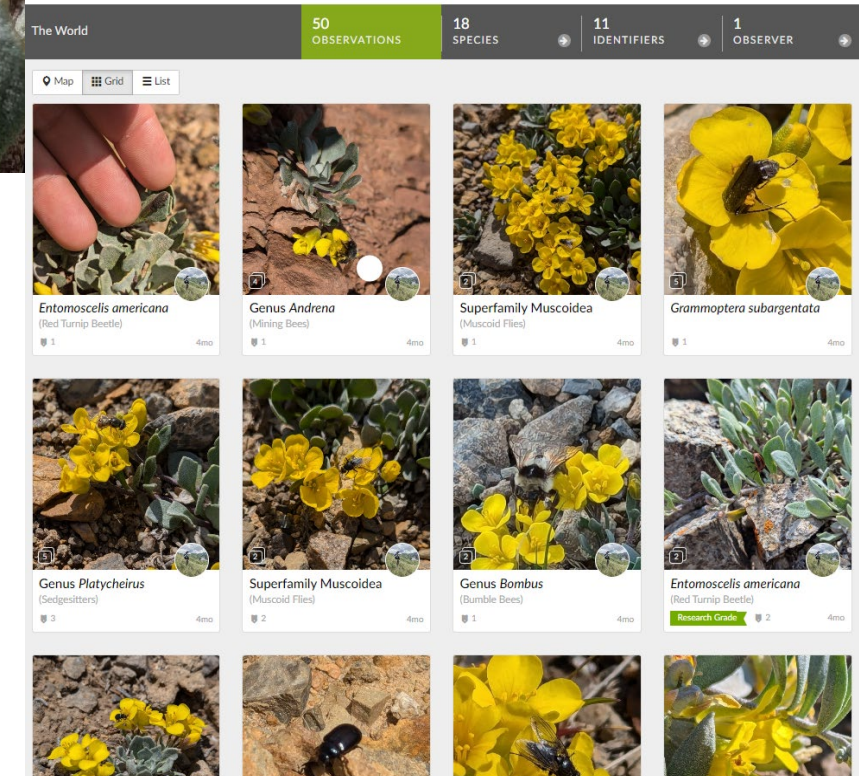 The World
50
OBSERVATIONS
18
SPECIES
11
IDENTIFIERS
1
OBSERVER
Map
Grid
List
4
2
5
Entomoscelis americana
(Red Turnip Beetle)
1 4mo
Genus Andrena
(Mining Bees)
1
Superfamily Muscoidea
(Muscoid Flies)
1 4mo
Grammoptera subargentata
1 4mo
5
2
2
2
Genus Platycheirus
(Sedgesitters)
3 4mo
Superfamily Muscoidea
(Muscoid Flies)
2 4mo
Genus Bombus
(Bumble Bees)
1 4mo
Entomoscelis americana
(Red Turnip Beetle)
Research Grade 2 4mo